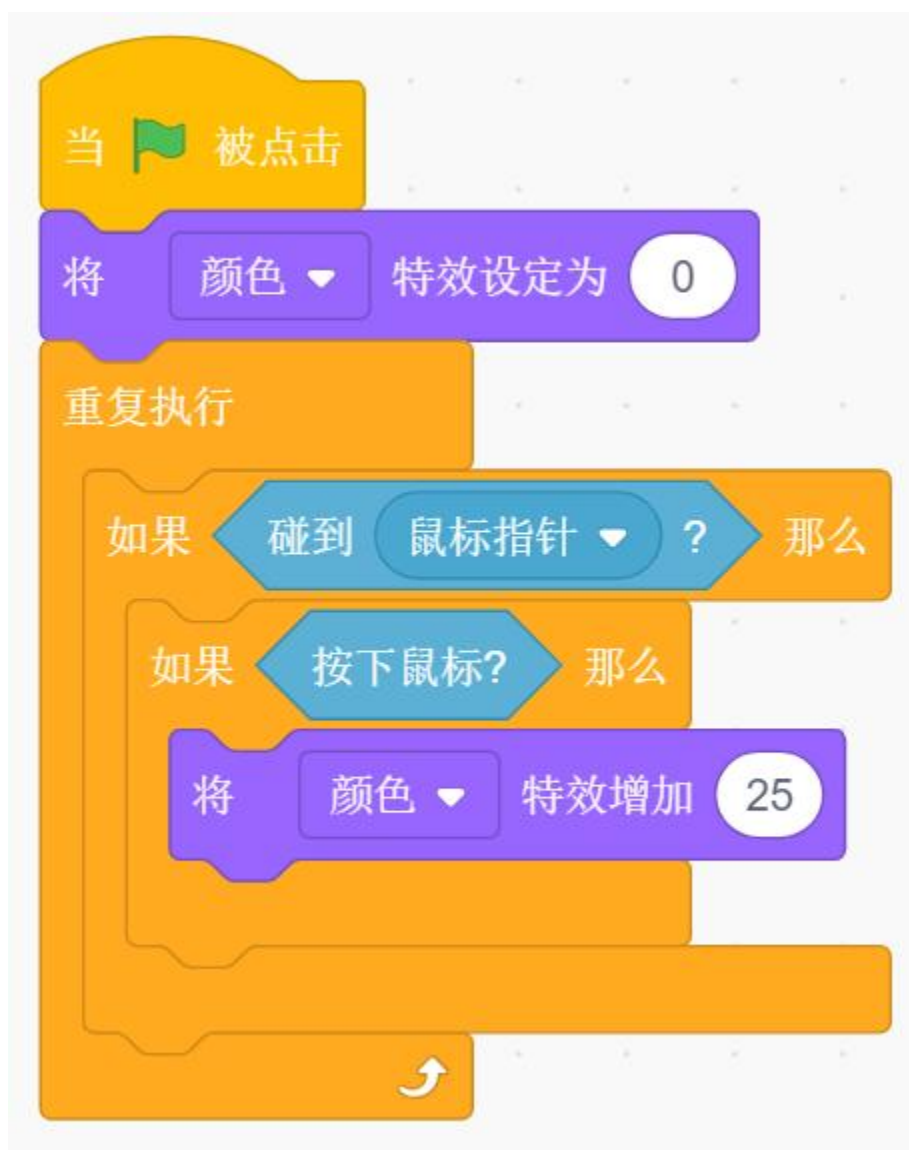 当 被点击
将 颜色 特效设定为 0
重复执行
如果 碰到 鼠标指针 ? 那么
如果 按下鼠标? 那么
将 颜色 特效增加 25